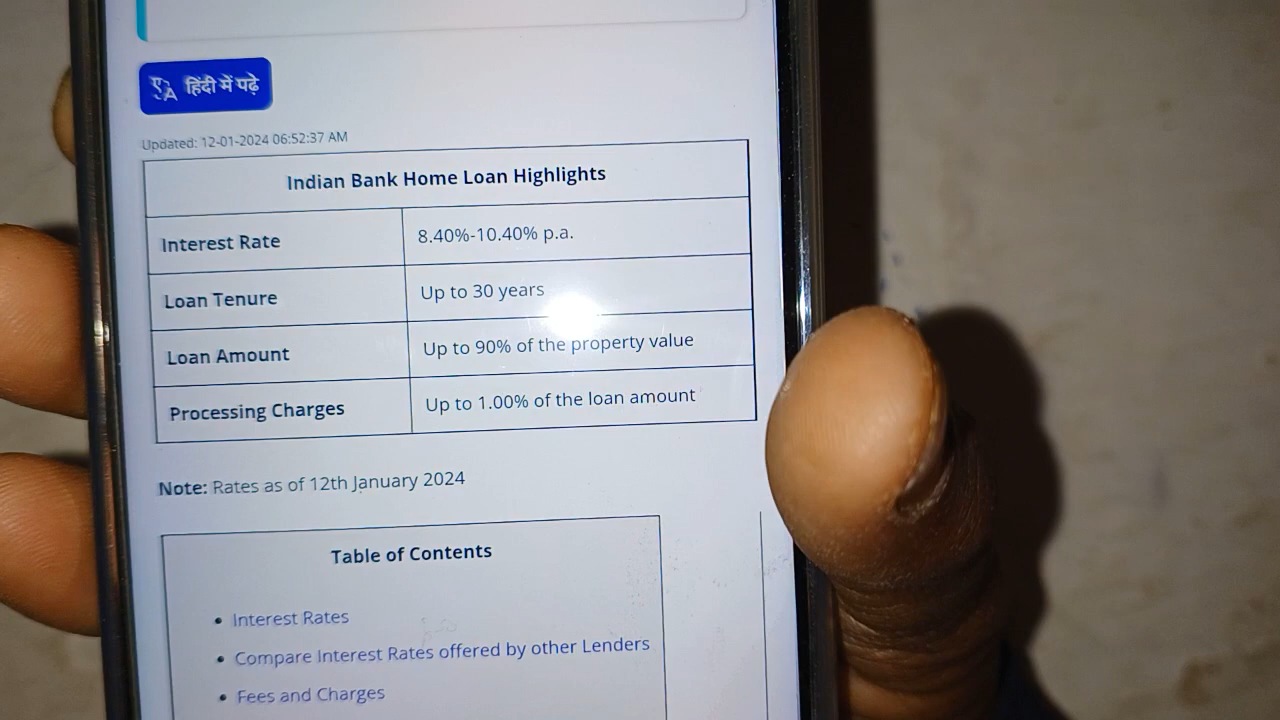 हिंदी में पढ़े
Updated: 12-01-2024 06:52:37 AM
Indian Bank Home Loan Highlights
Interest Rate 8.40%-10.40% p.a.
Loan Tenure Up to 30 years
Loan Amount Up to 90% of the property value
Processing Charges Up to 1.00% of the loan amount
Note: Rates as of 12th January 2024
Table of Contents
Interest Rates
Compare Interest Rates offered by other Lenders
Fees and Charges